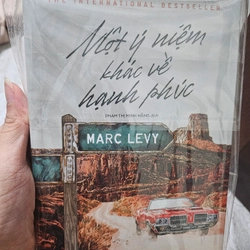 THE INTERNATIONAL BESTSELLER
Một ý niệm
khác về
hạnh phúc
MARC LEVY